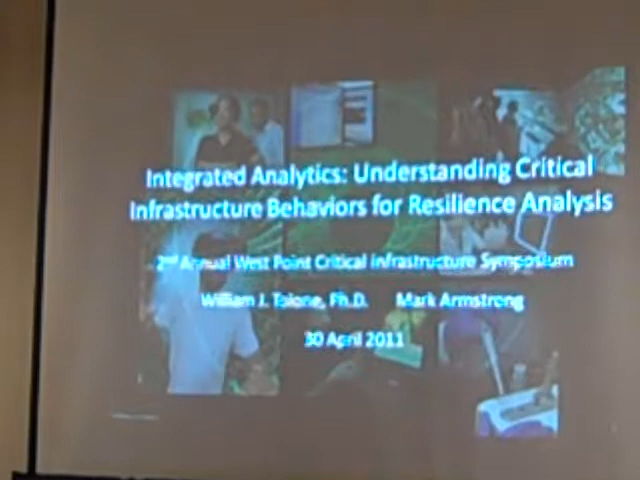 Integrated Analytics: Understanding Critical
Infrastructure Behaviors for Resilience Analysis
2nd Annual West Point Critical Infrastructure Symposium
William J. Ph.D. Mark Armstrong
30 April 2011